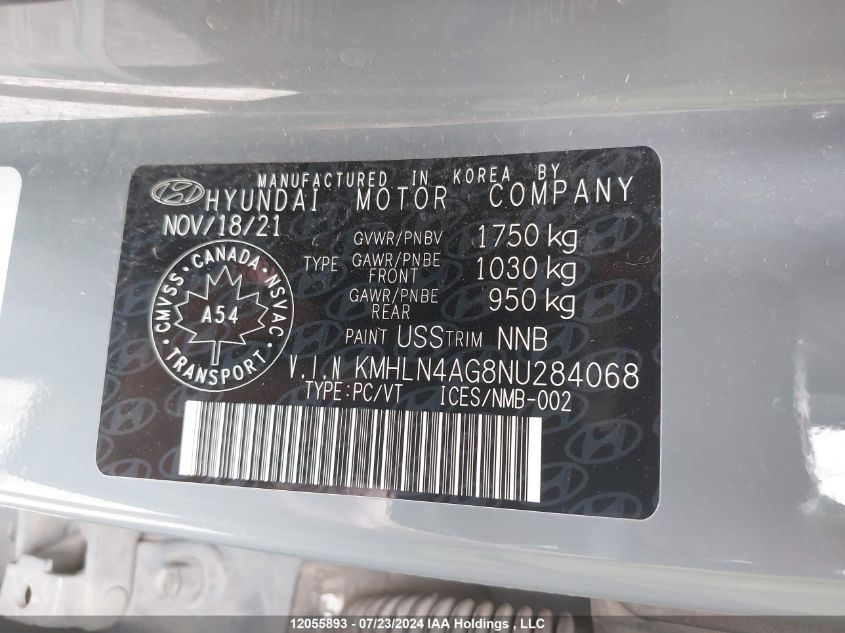 MANUFACTURED IN KOREA BY
HYUNDAI MOTOR COMPANY
NOV/18/21
GVWR/PNBV 1750 kg
TYPE GAWR/PNBE FRONT 1030 kg
GAWR/PNBE REAR 950 kg
PAINT USS TRIM NNB
CMVSS · CANADA · NSVAC
A54
TRANSPORT
V.I.N KMHLN4AG8NU284068
TYPE:PC/VT ICES/NMB-002
12055893 - 07/23/2024 IAA Holdings , LLC